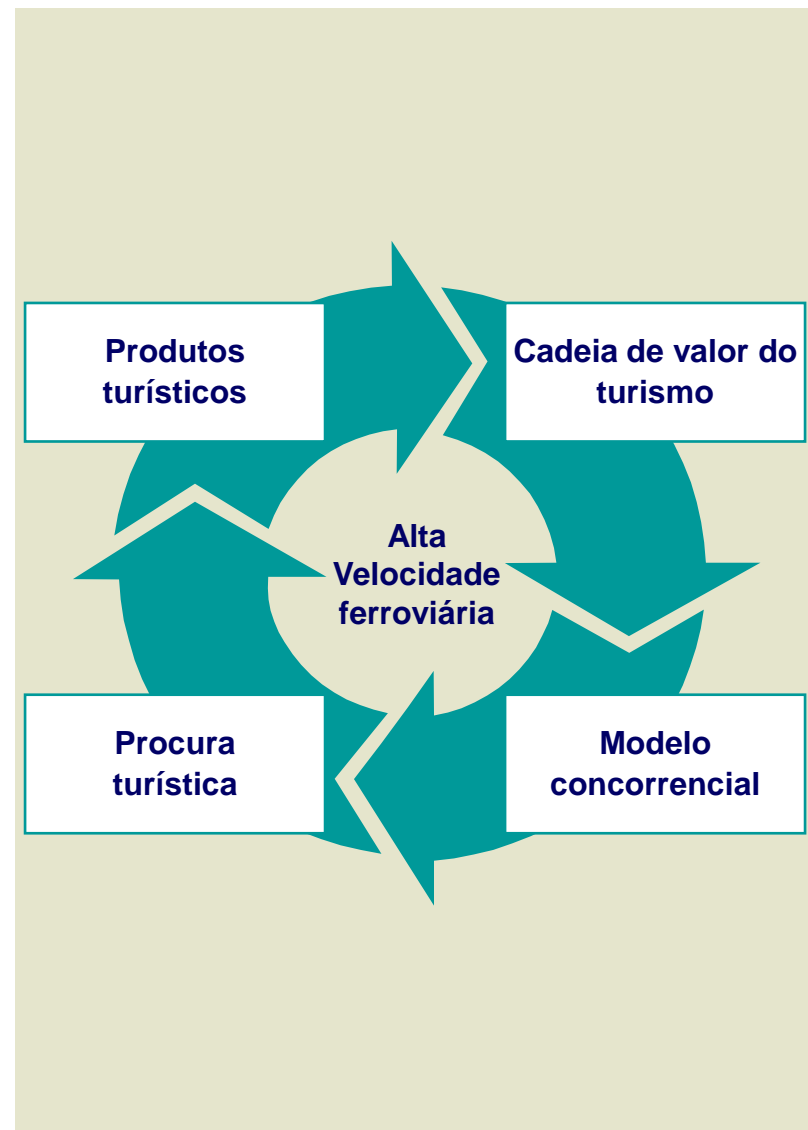 Produtos
turísticos
Cadeia de valor do
turismo
Alta
Velocidade
ferroviária
Procura
turística
Modelo
concorrencial